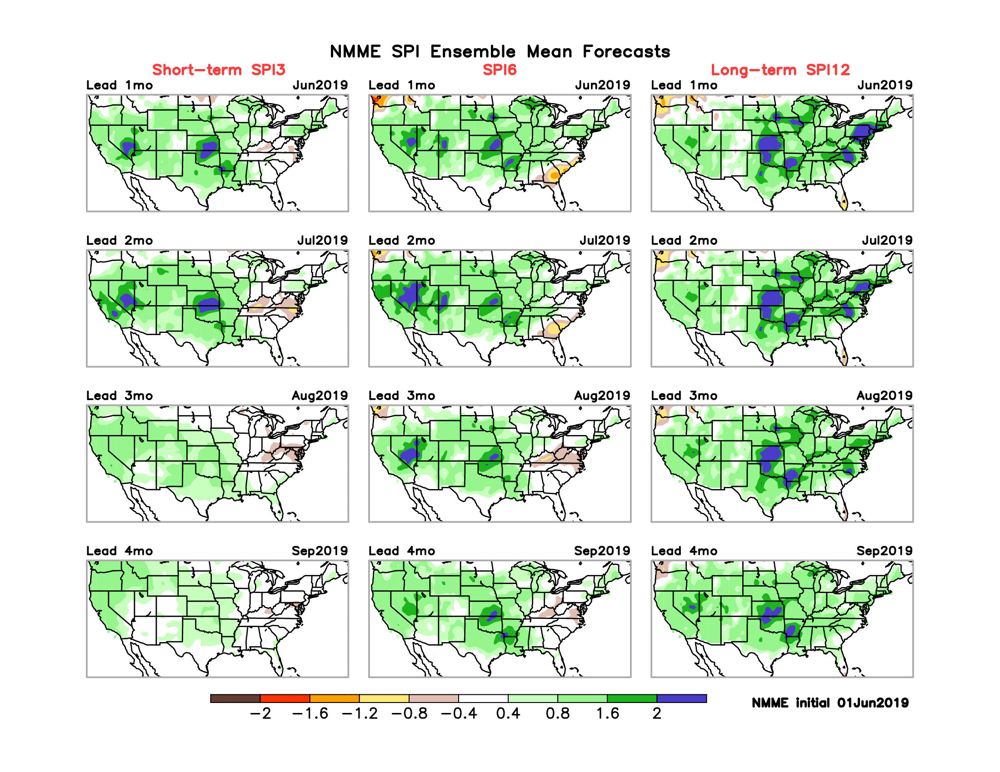 NMME SPI Ensemble Mean Forecasts
Short-term SPI3 SPI6 Long-term SPI12
Lead 1mo Jun2019 Lead 1mo Jun2019 Lead 1mo Jun2019
Lead 2mo Jul2019 Lead 2mo Jul2019 Lead 2mo Jul2019
Lead 3mo Aug2019 Lead 3mo Aug2019 Lead 3mo Aug2019
Lead 4mo Sep2019 Lead 4mo Sep2019 Lead 4mo Sep2019
NMME initial 01Jun2019
-2 -1.6 -1.2 -0.8 -0.4 0.4 0.8 1.6 2